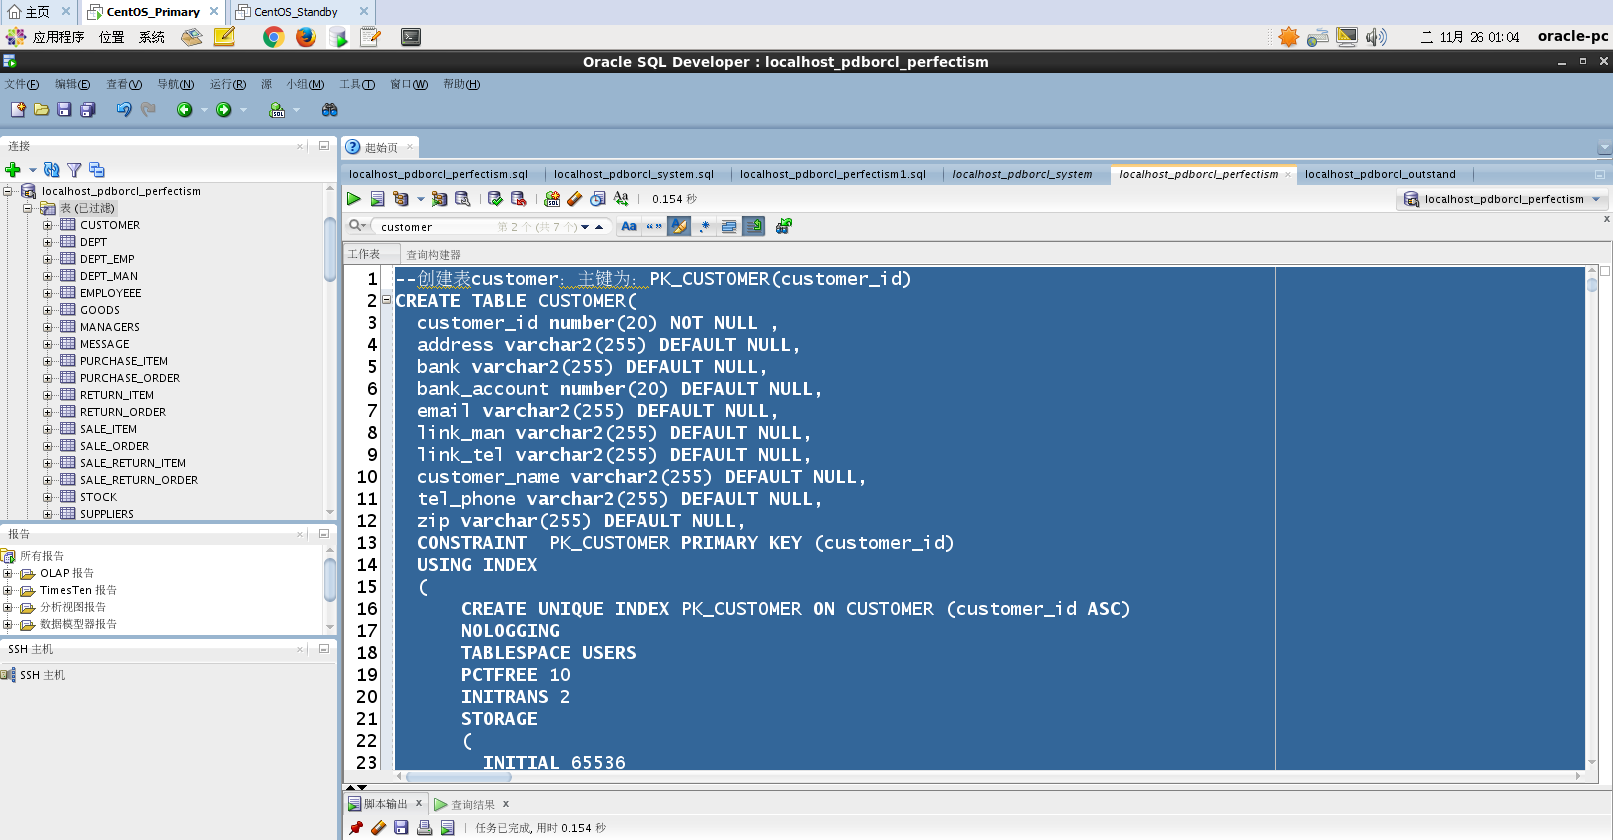 主页 CentOS_Primary CentOS_Standby
应用程序 位置 系统 二 11月 26 01:04 oracle-pc
Oracle SQL Developer : localhost_pdborcl_perfectism
文件(F) 编辑(E) 查看(V) 导航(N) 运行(R) 源 小组(M) 工具(T) 窗口(W) 帮助(H)
连接
localhost_pdborcl_perfectism
表 (已过滤)
CUSTOMER
DEPT
DEPT_EMP
DEPT_MAN
EMPLOYEEE
GOODS
MANAGERS
MESSAGE
PURCHASE_ITEM
PURCHASE_ORDER
RETURN_ITEM
RETURN_ORDER
SALE_ITEM
SALE_ORDER
SALE_RETURN_ITEM
SALE_RETURN_ORDER
STOCK
SUPPLIERS
报告
所有报告
OLAP 报告
TimesTen 报告
分析视图报告
数据模型器报告
SSH 主机
SSH 主机
起始页
localhost_pdborcl_perfectism.sql localhost_pdborcl_system.sql localhost_pdborcl_perfectism1.sql localhost_pdborcl_system localhost_pdborcl_perfectism localhost_pdborcl_outstand
0.154 秒 localhost_pdborcl_perfectism
customer 第 2 个 (共 7 个)
工作表 查询构建器
1 --创建表customer：主键为：PK_CUSTOMER(customer_id)
2 CREATE TABLE CUSTOMER(
3 customer_id number(20) NOT NULL ,
4 address varchar2(255) DEFAULT NULL,
5 bank varchar2(255) DEFAULT NULL,
6 bank_account number(20) DEFAULT NULL,
7 email varchar2(255) DEFAULT NULL,
8 link_man varchar2(255) DEFAULT NULL,
9 link_tel varchar2(255) DEFAULT NULL,
10 customer_name varchar2(255) DEFAULT NULL,
11 tel_phone varchar2(255) DEFAULT NULL,
12 zip varchar(255) DEFAULT NULL,
13 CONSTRAINT  PK_CUSTOMER PRIMARY KEY (customer_id)
14 USING INDEX
15 (
16 CREATE UNIQUE INDEX PK_CUSTOMER ON CUSTOMER (customer_id ASC)
17 NOLOGGING
18 TABLESPACE USERS
19 PCTFREE 10
20 INITRANS 2
21 STORAGE
22 (
23 INITIAL 65536
脚本输出 x 查询结果 x
任务已完成, 用时 0.154 秒